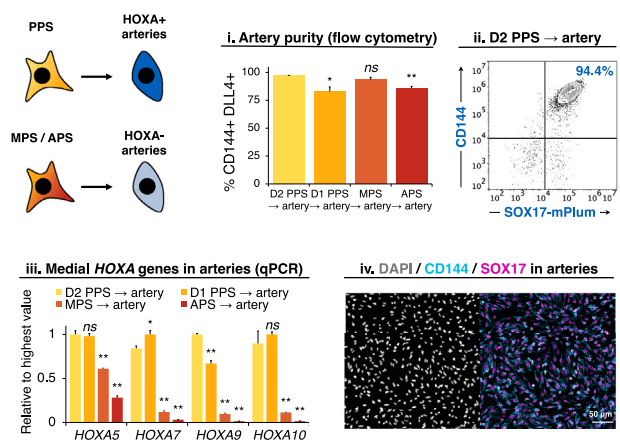 PPS
HOXA+
arteries
MPS / APS
HOXA-
arteries
i. Artery purity (flow cytometry)
% CD144+ DLL4+
100
75
50
25
0
*
ns
**
D2 PPS D1 PPS MPS APS
→ artery → artery → artery → artery
ii. D2 PPS → artery
94.4%
CD144 →
10⁷
10⁶
10⁵
10⁴
10³
10²
10² 10³ 10⁴ 10⁵ 10⁶ 10⁷
— SOX17-mPlum →
iii. Medial HOXA genes in arteries (qPCR)
D2 PPS → artery D1 PPS → artery
MPS → artery APS → artery
Relative to highest value
1
0.5
0
ns ** **
* ** **
** ** **
ns ** **
HOXA5 HOXA7 HOXA9 HOXA10
iv. DAPI / CD144 / SOX17 in arteries
50 µm